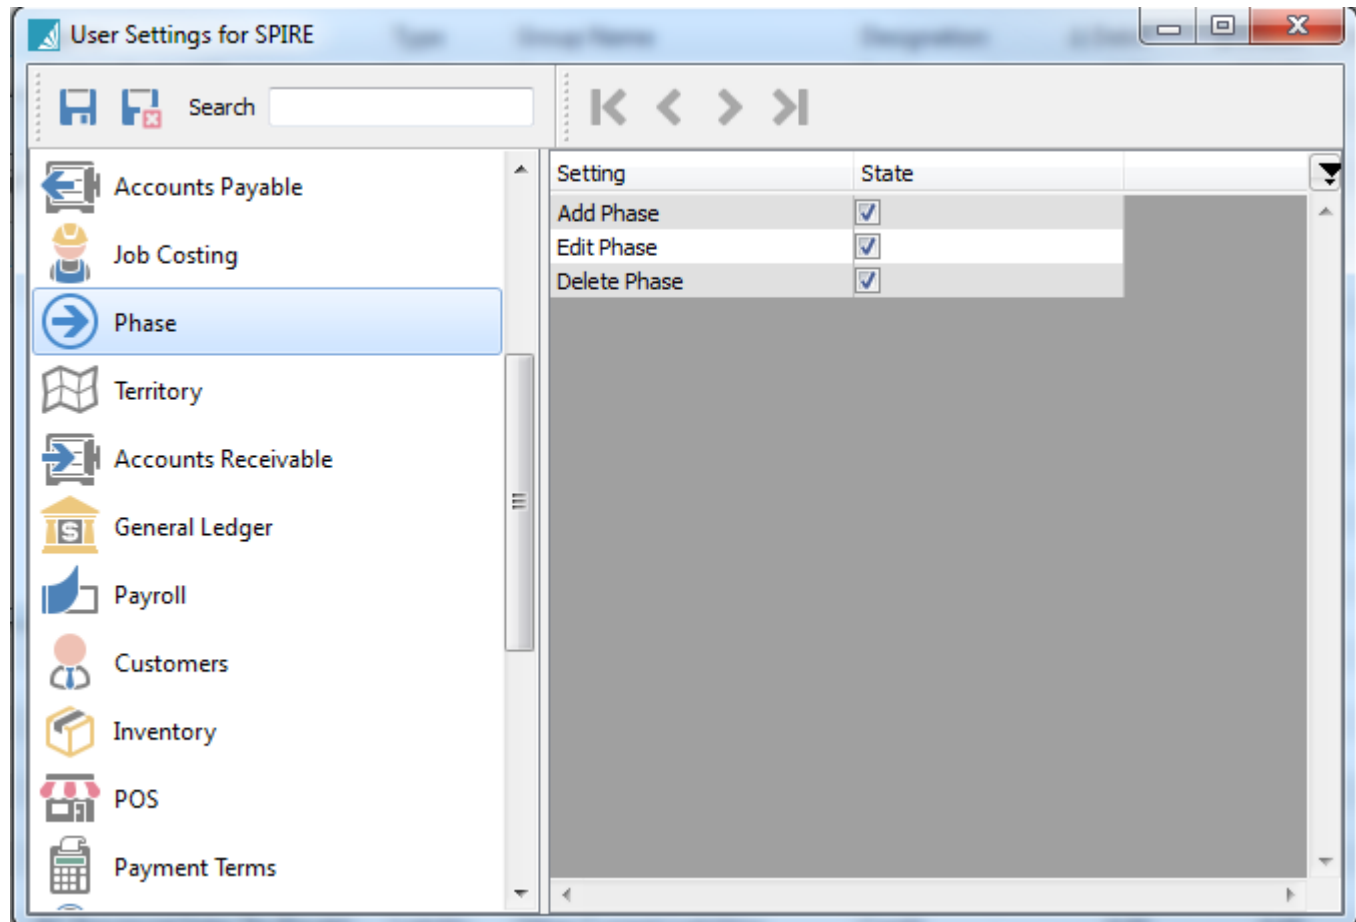 User Settings for SPIRE
Search
Accounts Payable
Job Costing
Phase
Territory
Accounts Receivable
General Ledger
Payroll
Customers
Inventory
POS
Payment Terms
Setting State
Add Phase
Edit Phase
Delete Phase